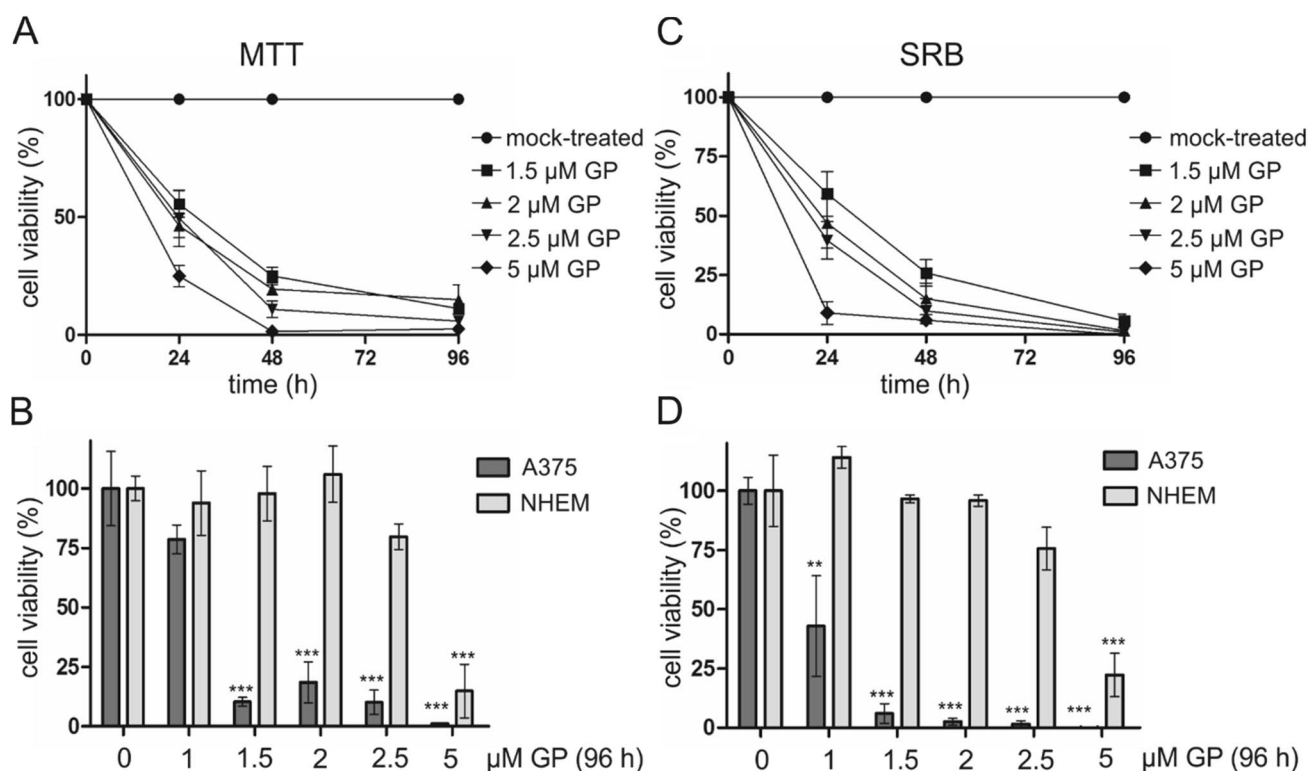 A
MTT
cell viability (%)
100
50
0
0 24 48 72 96
time (h)
mock-treated
1.5 µM GP
2 µM GP
2.5 µM GP
5 µM GP
C
SRB
cell viability (%)
100
75
50
25
0
0 24 48 72 96
time (h)
mock-treated
1.5 µM GP
2 µM GP
2.5 µM GP
5 µM GP
B
cell viability (%)
100
75
50
25
0
A375
NHEM
*** *** *** *** ***
0 1 1.5 2 2.5 5 µM GP (96 h)
D
cell viability (%)
100
75
50
25
0
A375
NHEM
** *** *** *** *** ***
0 1 1.5 2 2.5 5 µM GP (96 h)